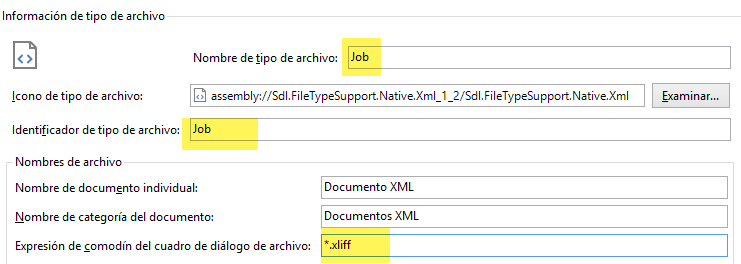 Información de tipo de archivo
Nombre de tipo de archivo: Job
Icono de tipo de archivo: assembly://Sdl.FileTypeSupport.Native.Xml_1_2/Sdl.FileTypeSupport.Native.Xml Examinar...
Identificador de tipo de archivo: Job
Nombres de archivo
Nombre de documento individual: Documento XML
Nombre de categoría del documento: Documentos XML
Expresión de comodín del cuadro de diálogo de archivo: *.xliff